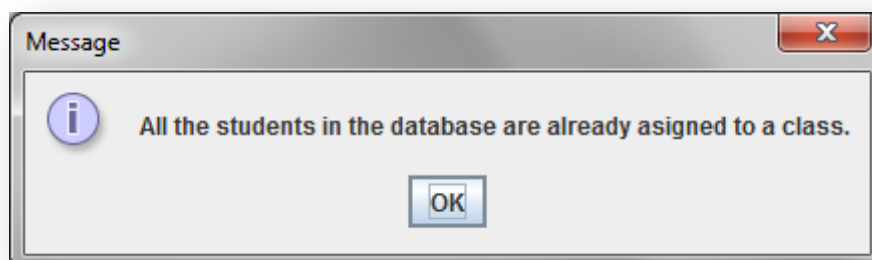 Message
All the students in the database are already asigned to a class.
OK